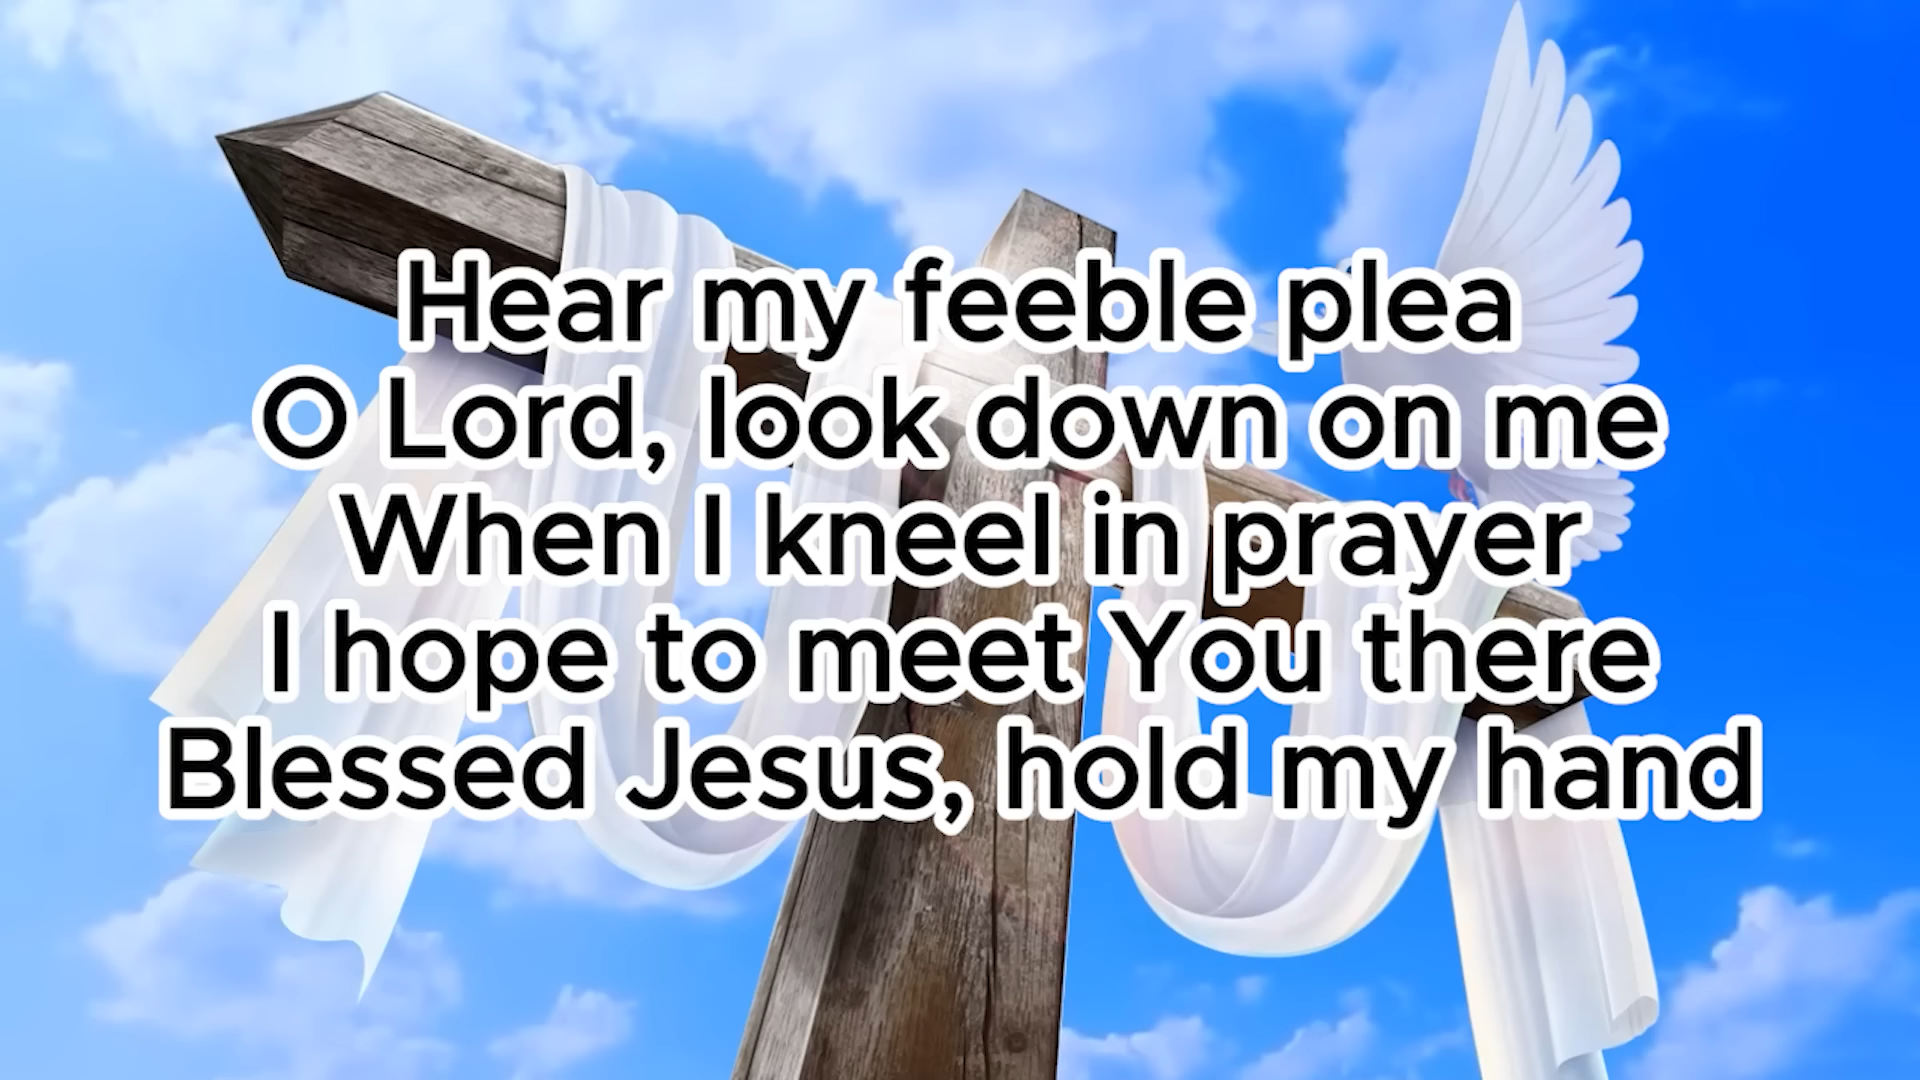 Hear my feeble plea
O Lord, look down on me
When I kneel in prayer
I hope to meet You there
Blessed Jesus, hold my hand